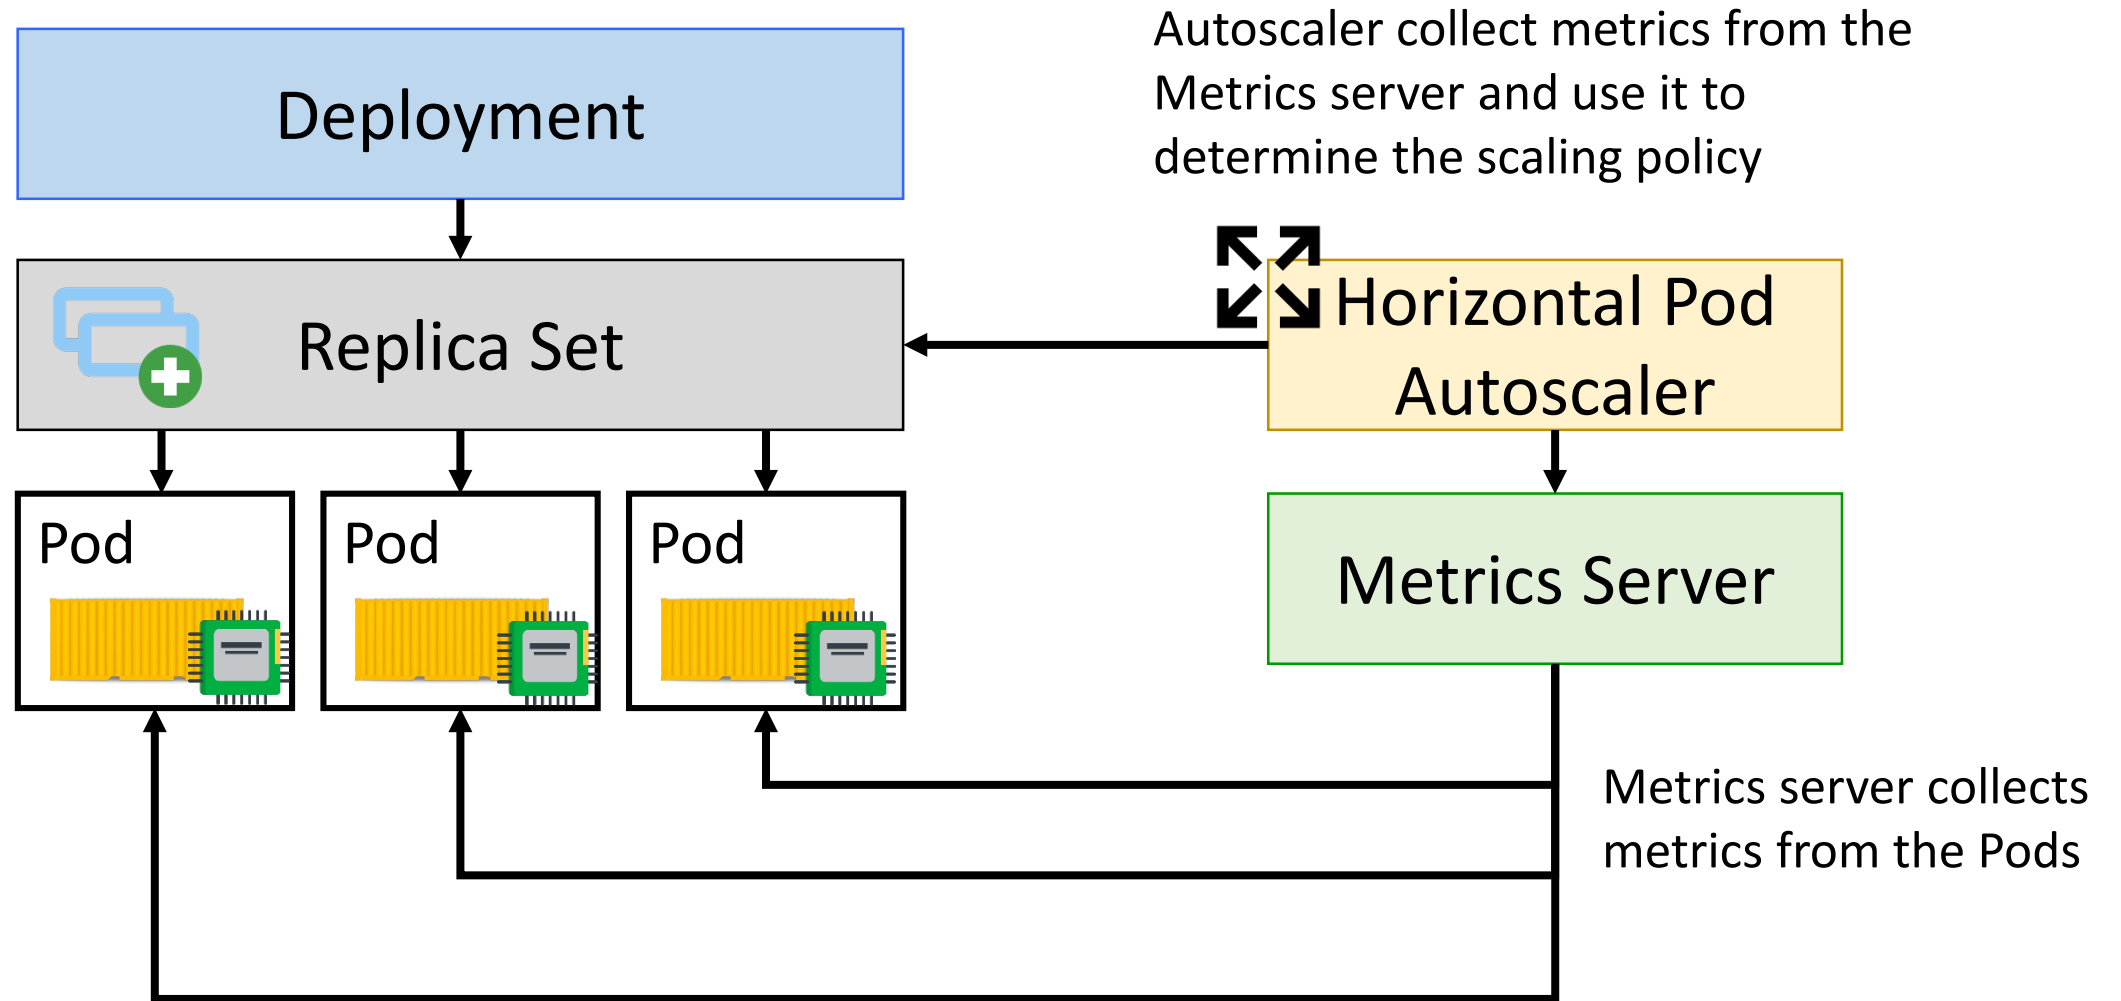 Autoscaler collect metrics from the
Metrics server and use it to
determine the scaling policy
Deployment
Replica Set
Horizontal Pod
Autoscaler
Pod
Pod
Pod
Metrics Server
Metrics server collects
metrics from the Pods